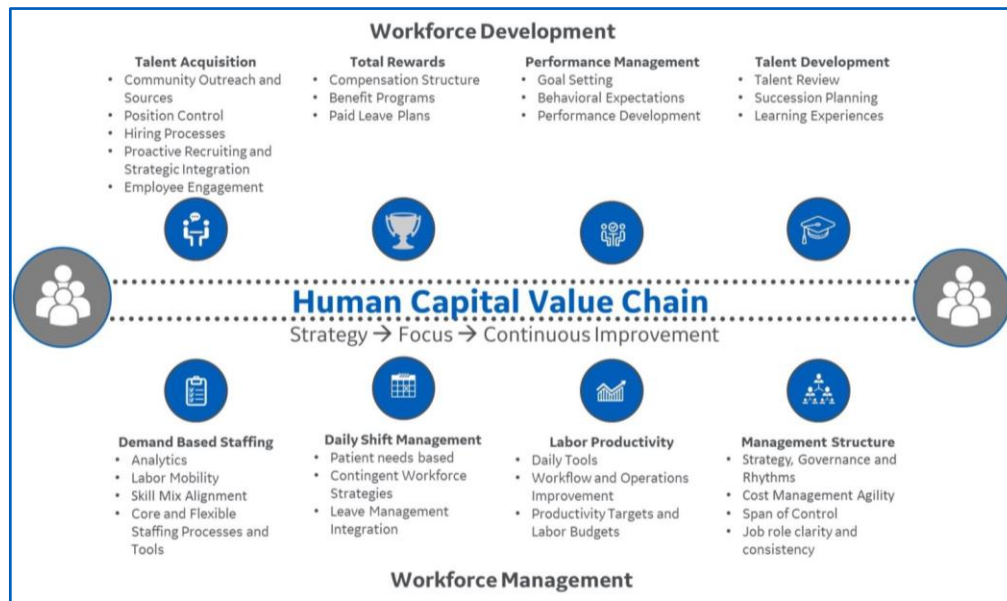 Workforce Development
Talent Acquisition
• Community Outreach and
Sources
• Position Control
• Hiring Processes
• Proactive Recruiting and
Strategic Integration
• Employee Engagement
Total Rewards
• Compensation Structure
• Benefit Programs
• Paid Leave Plans
Performance Management
• Goal Setting
• Behavioral Expectations
• Performance Development
Talent Development
• Talent Review
• Succession Planning
• Learning Experiences
Human Capital Value Chain
Strategy → Focus → Continuous Improvement
Demand Based Staffing
• Analytics
• Labor Mobility
• Skill Mix Alignment
• Core and Flexible
Staffing Processes and
Tools
Daily Shift Management
• Patient needs based
• Contingent Workforce
Strategies
• Leave Management
Integration
Labor Productivity
• Daily Tools
• Workflow and Operations
Improvement
• Productivity Targets and
Labor Budgets
Management Structure
• Strategy, Governance and
Rhythms
• Cost Management Agility
• Span of Control
• Job role clarity and
consistency
Workforce Management